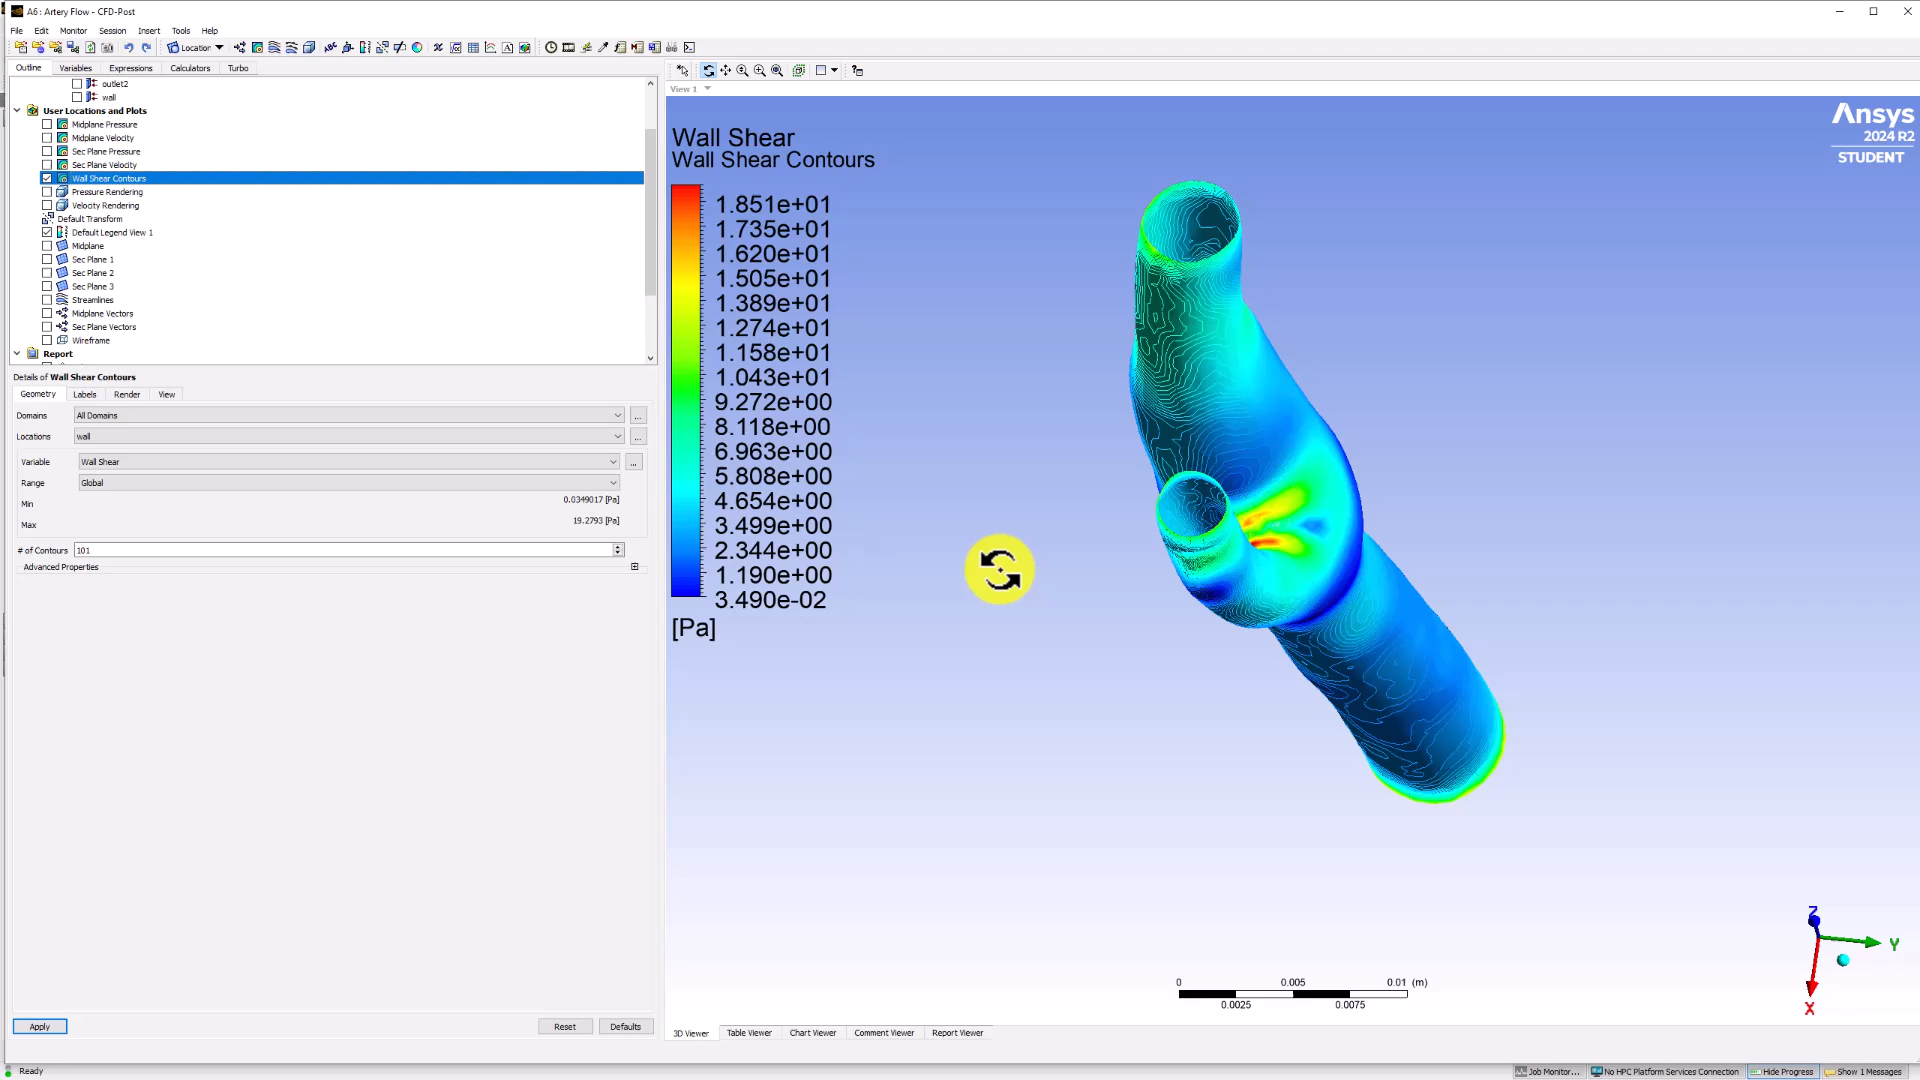 A6 : Artery Flow - CFD-Post
File Edit Monitor Session Insert Tools Help
Location
Outline Variables Expressions Calculators Turbo
outlet2
wall
User Locations and Plots
Midplane Pressure
Midplane Velocity
Sec Plane Pressure
Sec Plane Velocity
Wall Shear Contours
Pressure Rendering
Velocity Rendering
Default Transform
Default Legend View 1
Midplane
Sec Plane 1
Sec Plane 2
Sec Plane 3
Streamlines
Midplane Vectors
Sec Plane Vectors
Wireframe
Report
Details of Wall Shear Contours
Geometry Labels Render View
Domains All Domains ...
Locations wall ...
Variable Wall Shear ...
Range Global
Min 0.0349017 [Pa]
Max 19.2793 [Pa]
# of Contours 101
Advanced Properties
Apply Reset Defaults
View 1
Wall Shear
Wall Shear Contours
1.851e+01
1.735e+01
1.620e+01
1.505e+01
1.389e+01
1.274e+01
1.158e+01
1.043e+01
9.272e+00
8.118e+00
6.963e+00
5.808e+00
4.654e+00
3.499e+00
2.344e+00
1.190e+00
3.490e-02
[Pa]
Ansys
2024 R2
STUDENT
Z
Y
X
0 0.005 0.01 (m)
0.0025 0.0075
3D Viewer Table Viewer Chart Viewer Comment Viewer Report Viewer
Ready
Job Monitor... No HPC Platform Services Connection Hide Progress Show 1 Messages